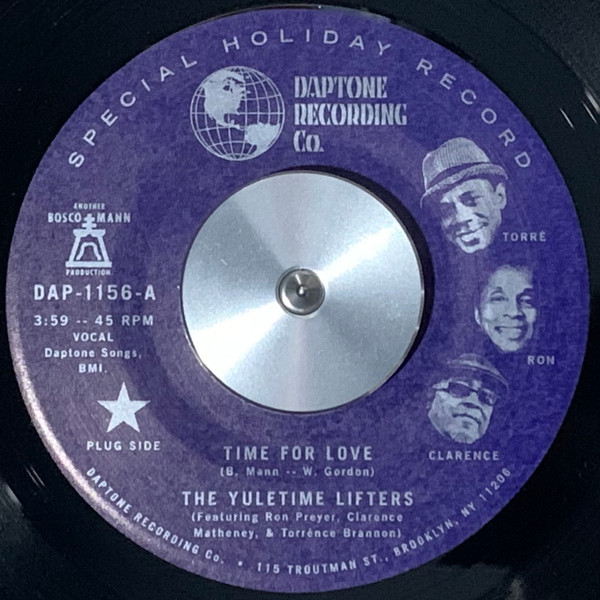 SPECIAL HOLIDAY RECORD
DAPTONE
RECORDING
Co.
ANOTHER
BOSCO MANN
PRODUCTION
DAP-1156-A
3:59 -- 45 RPM
VOCAL
Daptone Songs,
BMI.
PLUG SIDE
TORRÉ
RON
CLARENCE
TIME FOR LOVE
(B. Mann -- W. Gordon)
THE YULETIME LIFTERS
(Featuring Ron Preyer, Clarence
Matheney, & Torrénce Brannon)
DAPTONE RECORDING Co. • 115 TROUTMAN ST., BROOKLYN, NY 11206